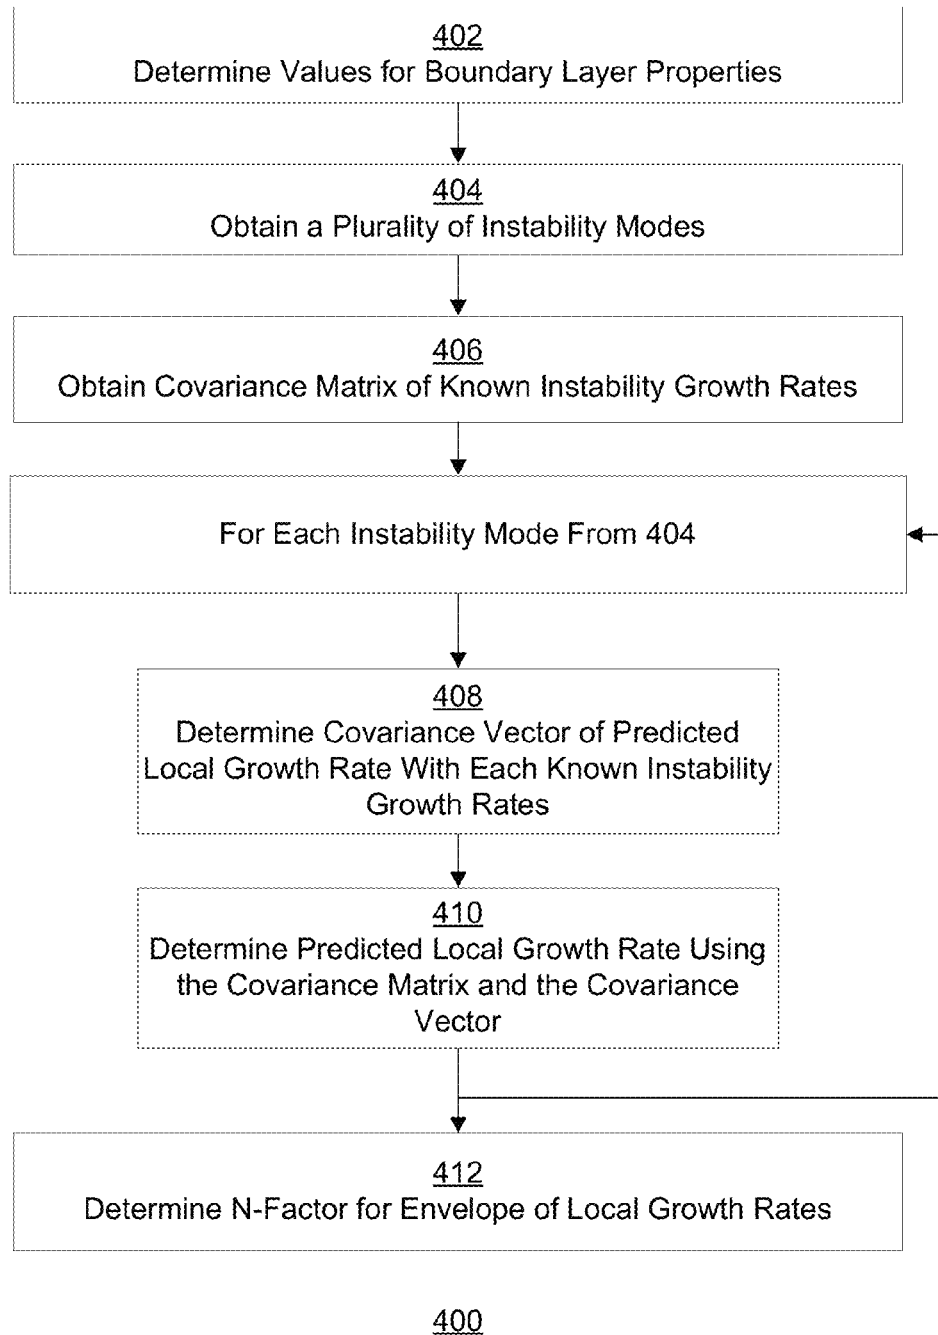 402
Determine Values for Boundary Layer Properties
404
Obtain a Plurality of Instability Modes
406
Obtain Covariance Matrix of Known Instability Growth Rates
For Each Instability Mode From 404
408
Determine Covariance Vector of Predicted
Local Growth Rate With Each Known Instability
Growth Rates
410
Determine Predicted Local Growth Rate Using
the Covariance Matrix and the Covariance
Vector
412
Determine N-Factor for Envelope of Local Growth Rates
400